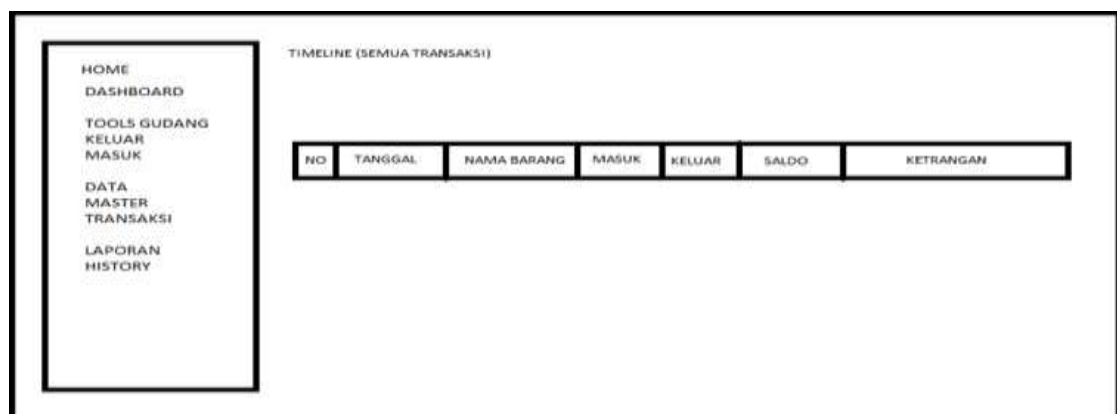 HOME
DASHBOARD
TOOLS GUDANG
KELUAR
MASUK
DATA
MASTER
TRANSAKSI
LAPORAN
HISTORY
TIMELINE (SEMUA TRANSAKSI)
NO TANGGAL NAMA BARANG MASUK KELUAR SALDO KETRANGAN